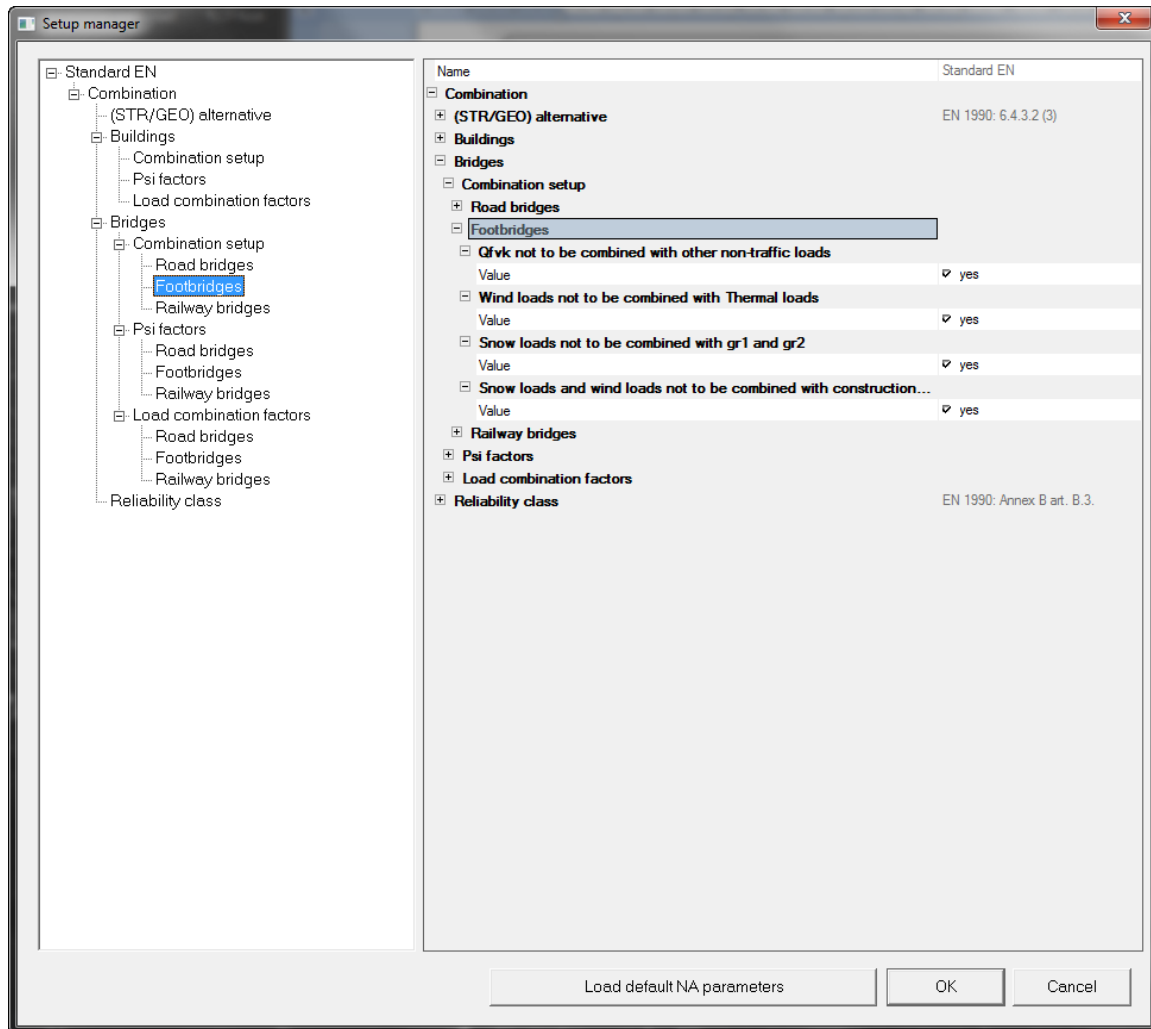 Setup manager
Standard EN
Combination
(STR/GEO) alternative
Buildings
Combination setup
Psi factors
Load combination factors
Bridges
Combination setup
Road bridges
Footbridges
Railway bridges
Psi factors
Road bridges
Footbridges
Railway bridges
Load combination factors
Road bridges
Footbridges
Railway bridges
Reliability class
Name Standard EN
Combination
(STR/GEO) alternative EN 1990: 6.4.3.2 (3)
Buildings
Bridges
Combination setup
Road bridges
Footbridges
Qfvk not to be combined with other non-traffic loads
Value yes
Wind loads not to be combined with Thermal loads
Value yes
Snow loads not to be combined with gr1 and gr2
Value yes
Snow loads and wind loads not to be combined with construction...
Value yes
Railway bridges
Psi factors
Load combination factors
Reliability class EN 1990: Annex B art. B.3.
Load default NA parameters OK Cancel